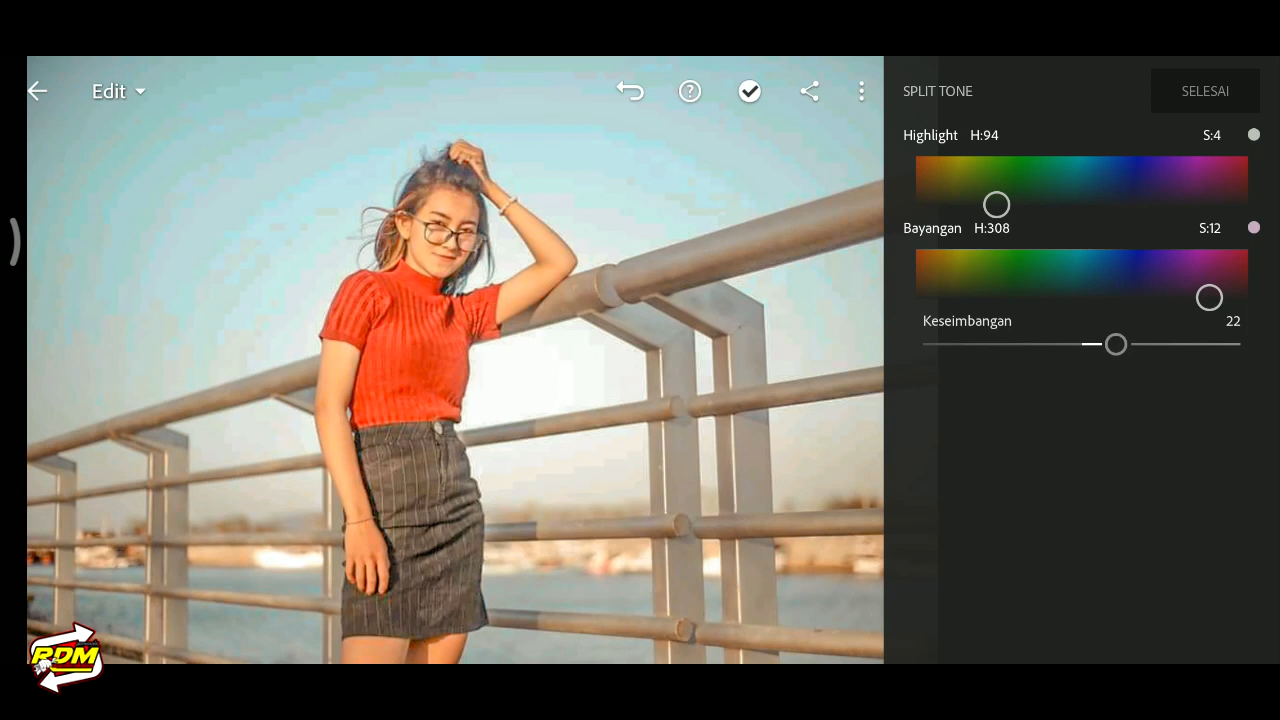 Edit
SPLIT TONE
SELESAI
Highlight H:94 S:4
Bayangan H:308 S:12
Keseimbangan 22
RDM